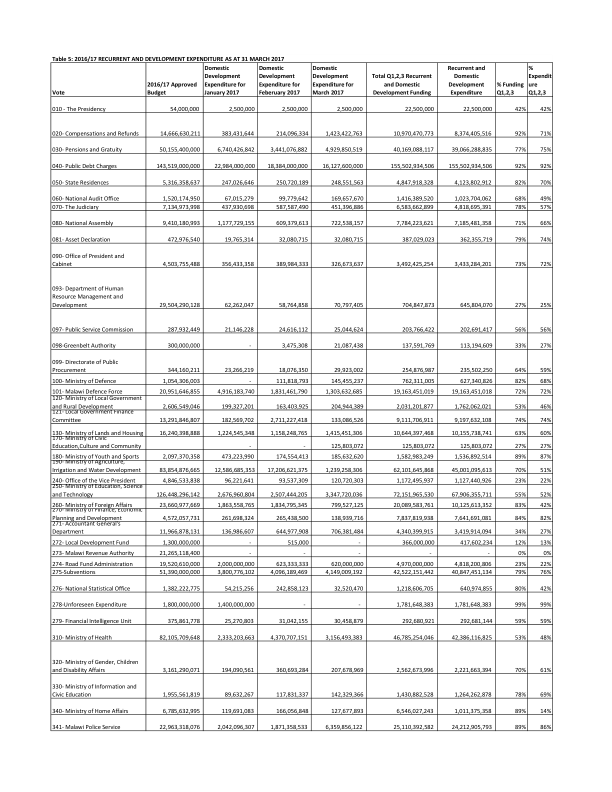 Table 5: 2016/17 RECURRENT AND DEVELOPMENT EXPENDITURE AS AT 31 MARCH 2017
Vote 2016/17 Approved Budget Domestic Development Expenditure for January 2017 Domestic Development Expenditure for Feberuary 2017 Domestic Development Expenditure for March 2017 Total Q1,2,3 Recurrent and Domestic Development Funding Recurrent and Domestic Development Expenditure % Funding Q1,2,3 % Expendit ure Q1,2,3
010 - The Presidency 54,000,000 2,500,000 2,500,000 2,500,000 22,500,000 22,500,000 42% 42%
020- Compensations and Refunds 14,666,630,211 383,431,644 214,096,334 1,423,422,763 10,970,470,773 8,374,405,516 92% 71%
030- Pensions and Gratuity 50,155,400,000 6,740,426,842 3,441,076,882 4,929,850,519 40,169,088,117 39,066,288,835 77% 75%
040- Public Debt Charges 143,519,000,000 22,984,000,000 18,384,000,000 16,127,600,000 155,502,934,506 155,502,934,506 92% 92%
050- State Residences 5,316,358,637 247,026,646 250,720,189 248,551,563 4,847,918,328 4,123,802,912 82% 70%
060- National Audit Office 1,520,174,950 67,015,279 99,779,642 169,657,670 1,416,389,520 1,023,704,062 68% 49%
070- The Judiciary 7,134,973,998 437,930,698 587,587,490 451,396,886 6,583,662,899 4,818,695,391 78% 57%
080- National Assembly 9,410,180,993 1,177,729,155 609,379,613 722,538,157 7,784,223,621 7,185,481,358 71% 66%
081- Asset Declaration 472,976,540 19,765,314 32,080,715 32,080,715 387,029,023 362,355,719 79% 74%
090- Office of President and
Cabinet 4,503,755,488 356,433,358 389,984,333 326,673,637 3,492,425,254 3,433,284,201 73% 72%
093- Department of Human
Resource Management and
Development 29,504,290,128 62,262,047 58,764,858 70,797,405 704,847,873 645,804,070 27% 25%
097- Public Service Commission 287,932,449 21,146,228 24,616,112 25,044,624 203,766,422 202,691,417 56% 56%
098-Greenbelt Authority 300,000,000 - 3,475,308 21,087,438 137,591,769 113,194,609 33% 27%
099- Directorate of Public
Procurement 344,160,211 23,266,219 18,076,350 29,923,002 254,876,987 235,502,250 64% 59%
100- Ministry of Defence 1,054,306,003 - 111,818,793 145,455,237 762,311,005 627,340,826 82% 68%
101- Malawi Defence Force 20,951,646,855 4,916,183,740 1,831,461,790 1,303,632,685 19,163,451,019 19,163,451,018 72% 72%
120- Ministry of Local Government
and Rural Development 2,606,549,046 199,327,201 163,403,925 204,944,389 2,031,201,877 1,762,062,021 53% 46%
121- Local Government Finance
Committee 13,291,846,807 182,569,702 2,711,227,418 133,086,526 9,111,706,911 9,197,632,108 74% 74%
130- Ministry of Lands and Housing 16,240,398,888 1,224,545,348 1,158,248,765 1,415,451,306 10,644,397,468 10,155,738,741 63% 60%
170- Ministry of Civic
Education,Culture and Community - - 125,803,072 125,803,072 125,803,072 27% 27%
180- Ministry of Youth and Sports 2,097,370,358 473,223,990 174,554,413 185,632,620 1,582,983,249 1,536,892,514 89% 87%
190- Ministry of Agriculture,
Irrigation and Water Development 83,854,876,665 12,586,685,353 17,206,621,375 1,239,258,306 62,101,645,868 45,001,095,613 70% 51%
240- Office of the Vice President 4,846,533,838 96,221,641 93,537,309 120,720,303 1,172,495,937 1,127,440,926 23% 22%
250- Ministry of Education, Science
and Technology 126,448,296,142 2,676,960,804 2,507,444,205 3,347,720,036 72,151,965,530 67,906,355,711 55% 52%
260- Ministry of Foreign Affairs 23,660,977,669 1,863,558,765 1,834,795,345 799,527,125 20,089,583,761 10,125,613,352 83% 42%
270- Ministry of Finance, Economic
Planning and Development 4,572,057,731 261,698,324 265,438,500 138,939,716 7,837,819,938 7,641,691,081 84% 82%
271- Accountant General's
Department 11,966,878,131 136,986,607 644,977,908 706,381,484 4,340,399,715 3,419,914,094 34% 27%
272- Local Development Fund 1,300,000,000 515,000 366,000,000 417,602,234 12% 13%
273- Malawi Revenue Authority 21,265,118,400 - - - - 0% 0%
274- Road Fund Administration 19,520,610,000 2,000,000,000 623,333,333 620,000,000 4,970,000,000 4,818,200,806 23% 22%
275-Subventions 51,390,000,000 3,800,776,102 4,096,189,469 4,149,009,192 42,522,151,442 40,847,451,134 79% 76%
276- National Statistical Office 1,382,222,775 54,215,256 242,858,123 32,520,470 1,218,606,705 640,974,855 80% 42%
278-Unforeseen Expenditure 1,800,000,000 1,400,000,000 - - 1,781,648,383 1,781,648,383 99% 99%
279- Financial Intelligence Unit 375,861,778 25,270,803 31,042,155 30,458,879 292,680,921 292,681,144 59% 59%
310- Ministry of Health 82,105,709,648 2,333,203,663 4,370,707,151 3,156,493,383 46,785,254,046 42,386,116,825 53% 48%
320- Ministry of Gender, Children
and Disability Affairs 3,161,290,071 194,090,561 360,693,284 207,678,969 2,562,673,996 2,221,663,394 70% 61%
330- Ministry of Information and
Civic Education 1,955,561,819 89,632,267 117,831,337 142,329,366 1,430,882,528 1,264,262,878 78% 69%
340- Ministry of Home Affairs 6,785,632,995 119,691,083 166,056,848 127,677,893 6,546,027,243 1,011,375,358 89% 14%
341- Malawi Police Service 22,963,318,076 2,042,096,307 1,871,358,533 6,359,856,122 25,110,392,582 24,212,905,793 89% 86%